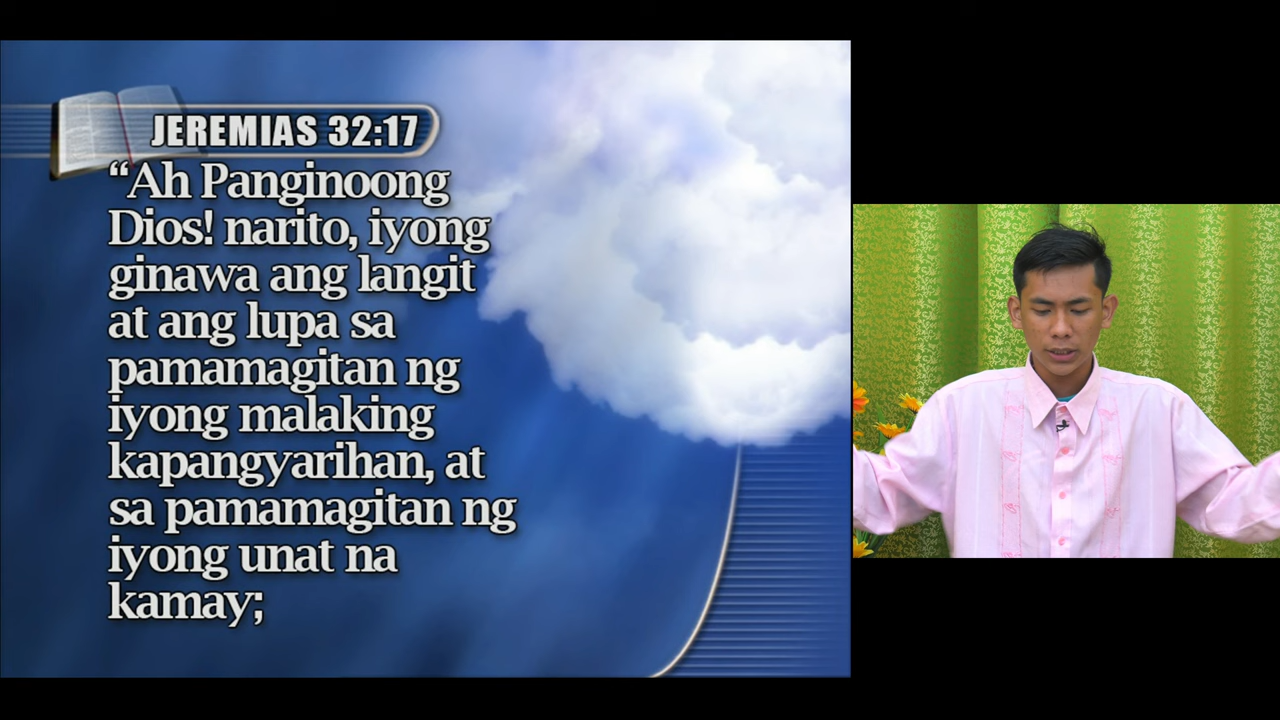 JEREMIAS 32:17
“Ah Panginoong
Dios! narito, iyong
ginawa ang langit
at ang lupa sa
pamamagitan ng
iyong malaking
kapangyarihan, at
sa pamamagitan ng
iyong unat na
kamay;